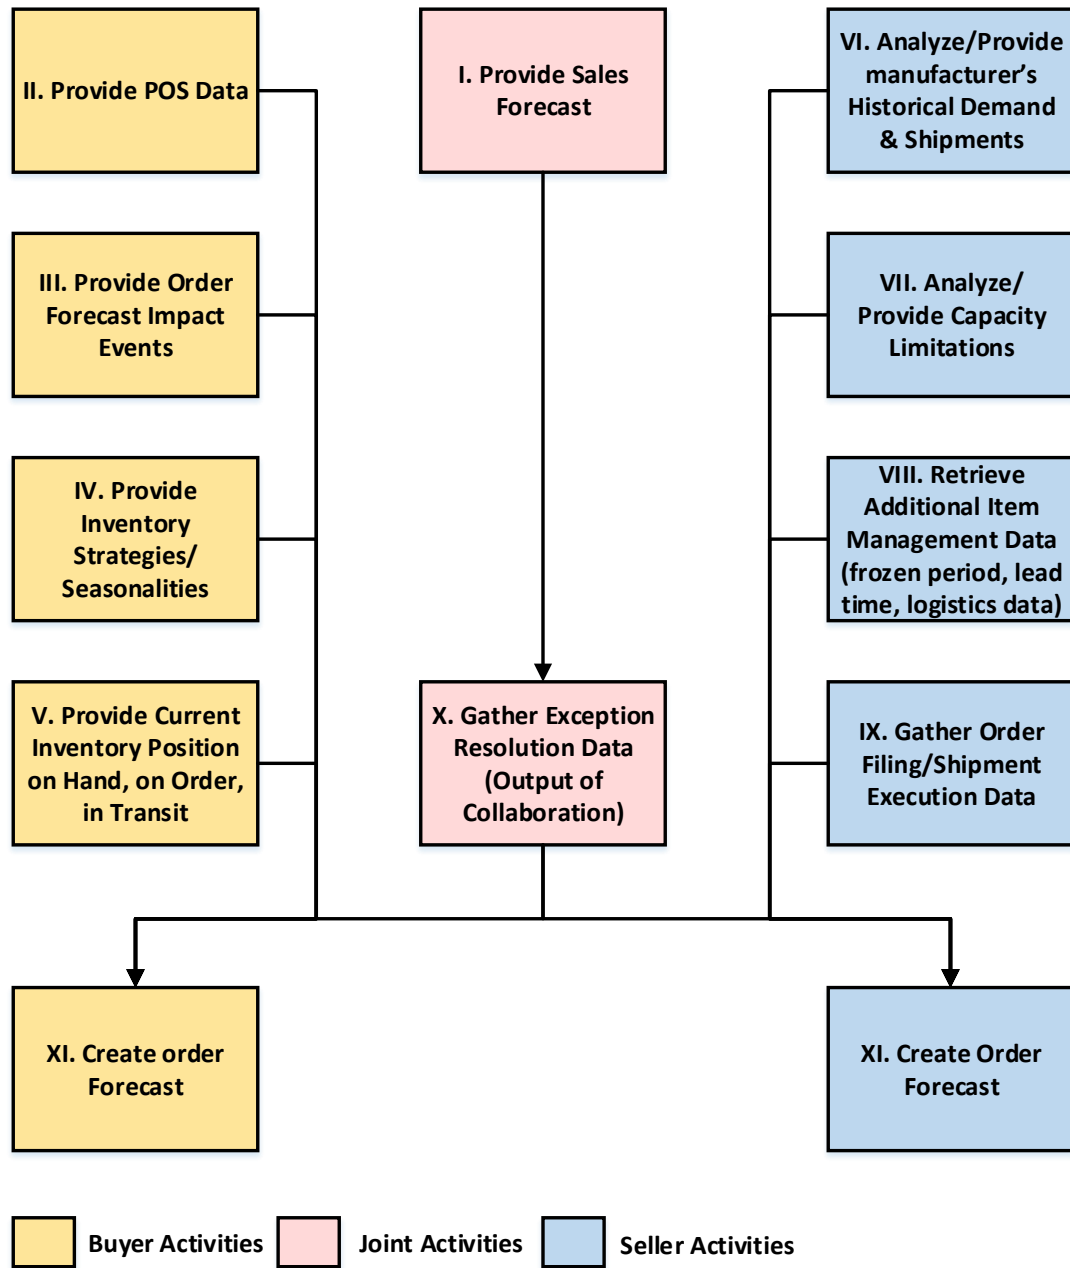 II. Provide POS Data
I. Provide Sales
Forecast
VI. Analyze/Provide
manufacturer’s
Historical Demand
& Shipments
III. Provide Order
Forecast Impact
Events
VII. Analyze/
Provide Capacity
Limitations
IV. Provide
Inventory
Strategies/
Seasonalities
VIII. Retrieve
Additional Item
Management Data
(frozen period, lead
time, logistics data)
V. Provide Current
Inventory Position
on Hand, on Order,
in Transit
X. Gather Exception
Resolution Data
(Output of
Collaboration)
IX. Gather Order
Filing/Shipment
Execution Data
XI. Create order
Forecast
XI. Create Order
Forecast
Buyer Activities
Joint Activities
Seller Activities